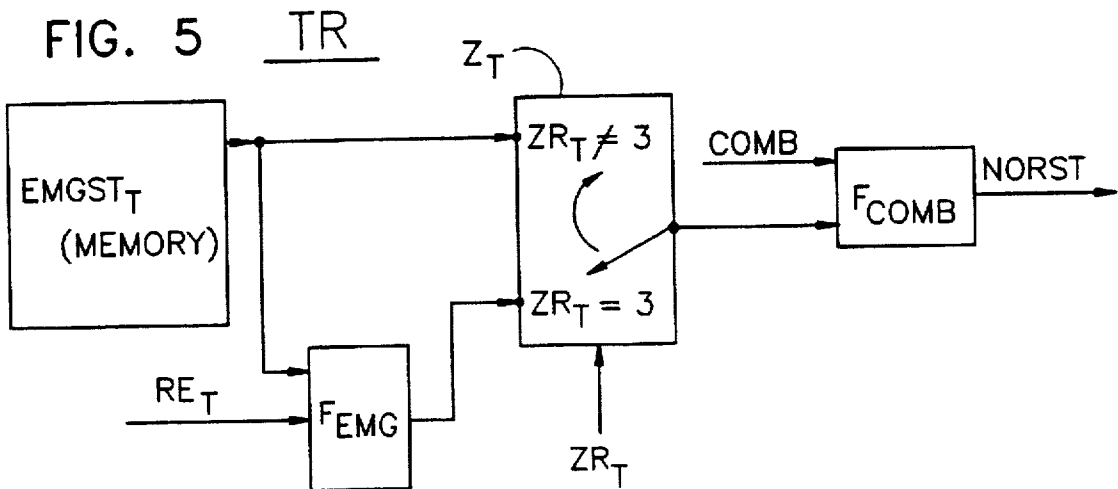 FIG. 5 TR
Z_T
EMGST_T
(MEMORY)
ZR_T ≠ 3
COMB
F_COMB
NORST
ZR_T = 3
RE_T
F_EMG
ZR_T